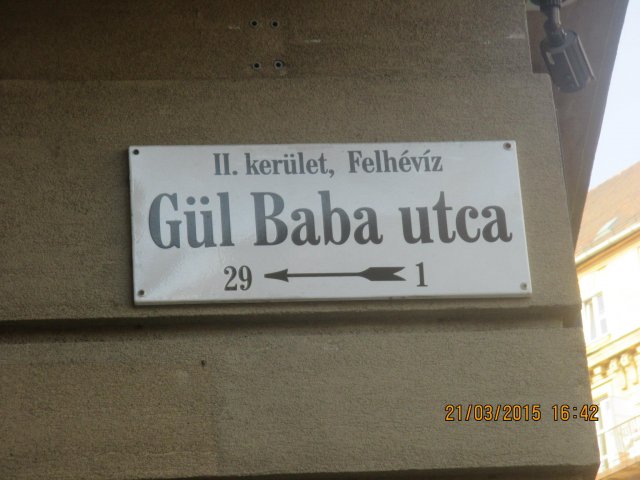 II. kerület, Felhévíz
Gül Baba utca
29 1
21/03/2015 16:42